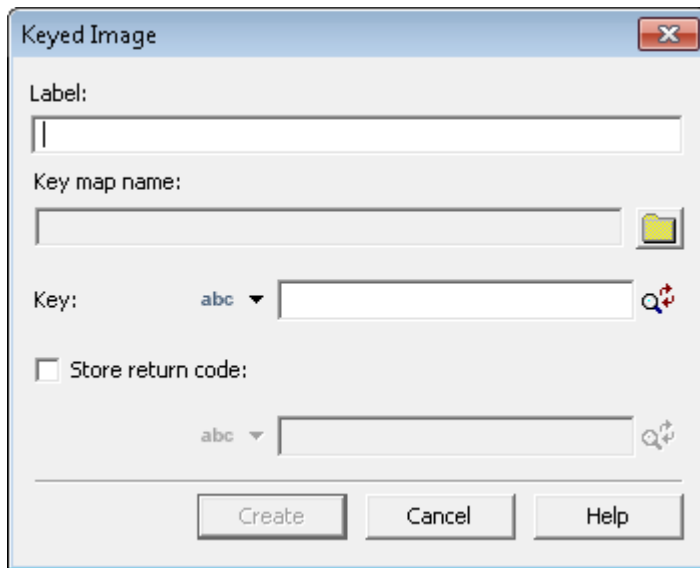 Keyed Image
Label:
Key map name:
Key: abc
Store return code:
abc
Create Cancel Help